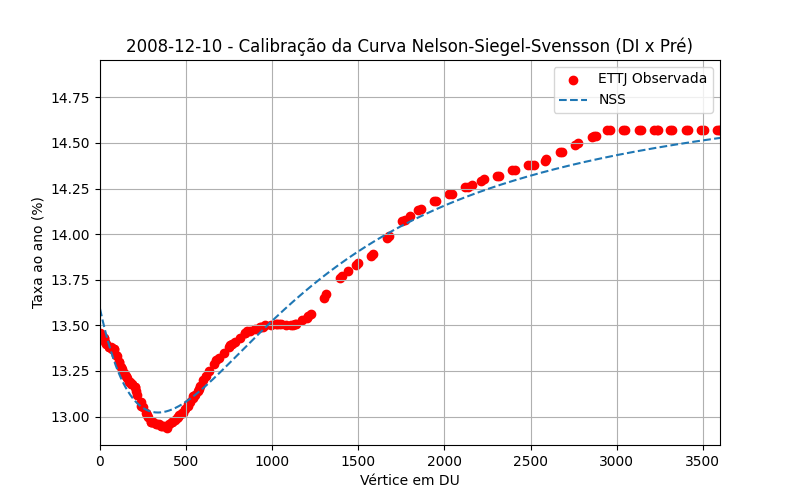 2008-12-10 - Calibração da Curva Nelson-Siegel-Svensson (DI x Pré)
ETTJ Observada
NSS
Taxa ao ano (%)
14.75
14.50
14.25
14.00
13.75
13.50
13.25
13.00
0 500 1000 1500 2000 2500 3000 3500
Vértice em DU